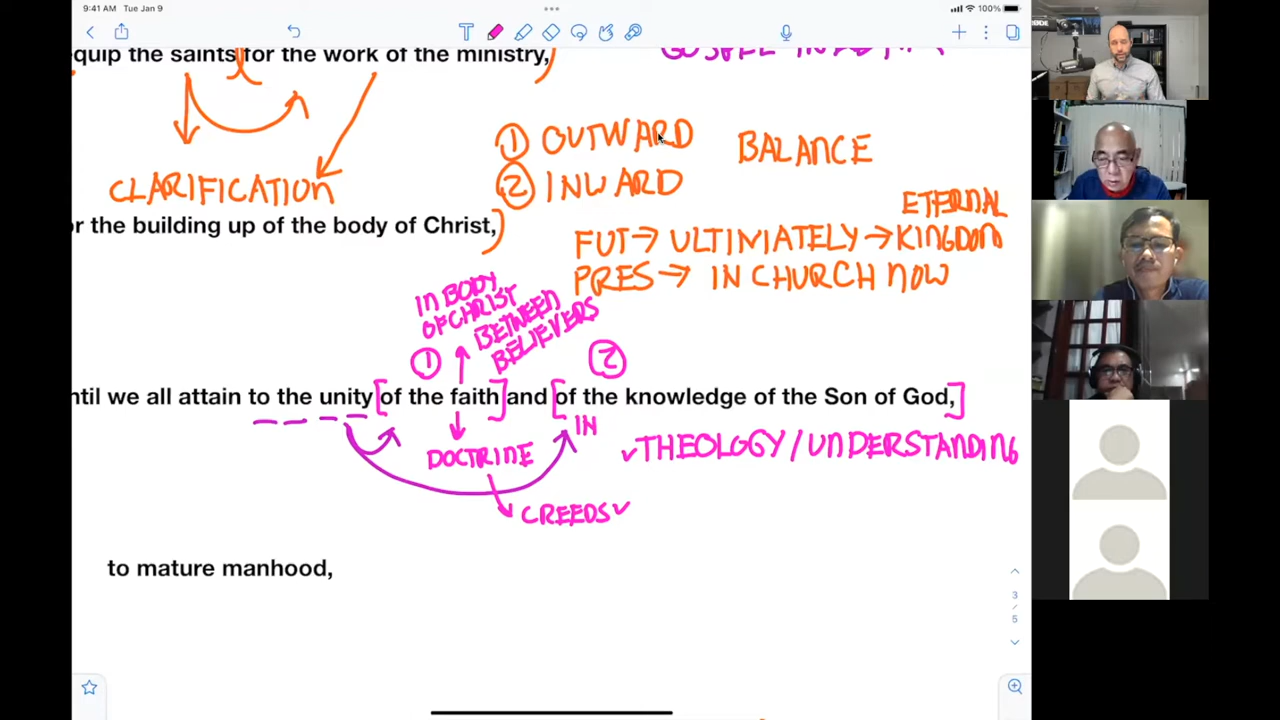 9:41 AM Tue Jan 9
100%
equip the saints for the work of the ministry,
GOSPEL
① OUTWARD
BALANCE
② INWARD
CLARIFICATION
ETERNAL
or the building up of the body of Christ,
FUT → ULTIMATELY → KINGDOM
PRES → IN CHURCH NOW
IN BODY
OF CHRIST
BETWEEN
BELIEVERS
① ②
ntil we all attain to the unity [of the faith] and [of the knowledge of the Son of God,]
IN
DOCTRINE
✓THEOLOGY/UNDERSTANDING
CREEDS✓
to mature manhood,
3
/
5